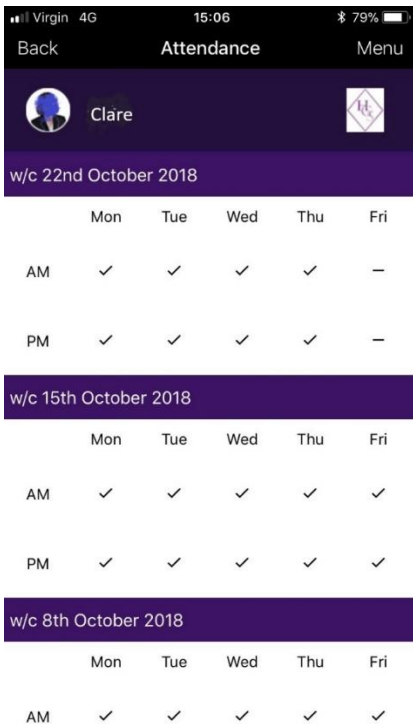 Virgin 4G 15:06 79%
Back Attendance Menu
Clare
w/c 22nd October 2018
Mon Tue Wed Thu Fri
AM ✓ ✓ ✓ ✓ –
PM ✓ ✓ ✓ ✓ –
w/c 15th October 2018
Mon Tue Wed Thu Fri
AM ✓ ✓ ✓ ✓ ✓
PM ✓ ✓ ✓ ✓ ✓
w/c 8th October 2018
Mon Tue Wed Thu Fri
AM ✓ ✓ ✓ ✓ ✓